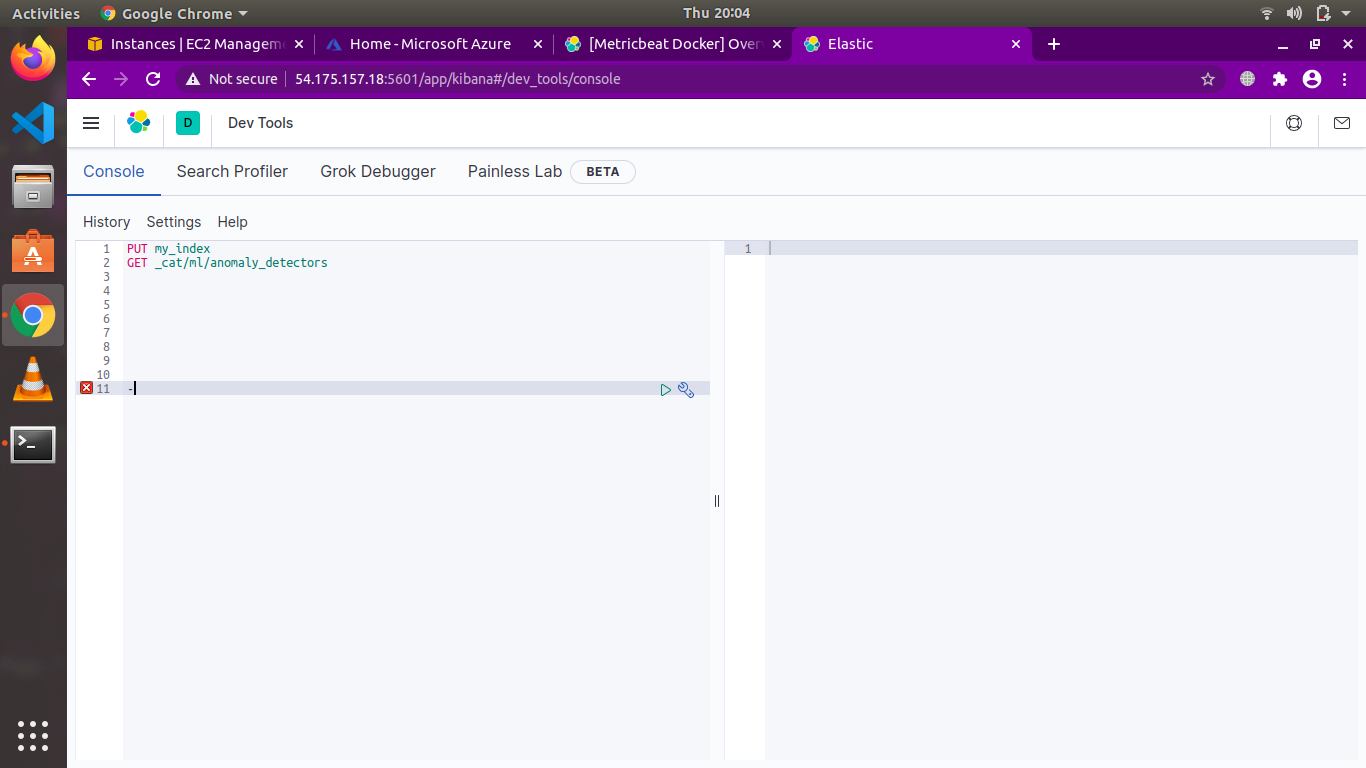 Activities Google Chrome Thu 20:04
Instances | EC2 Managem Home - Microsoft Azure [Metricbeat Docker] Over Elastic
Not secure 54.175.157.18:5601/app/kibana#/dev_tools/console
D Dev Tools
Console Search Profiler Grok Debugger Painless Lab BETA
History Settings Help
1 PUT my_index 1
2 GET _cat/ml/anomaly_detectors
3
4
5
6
7
8
9
10
11 -